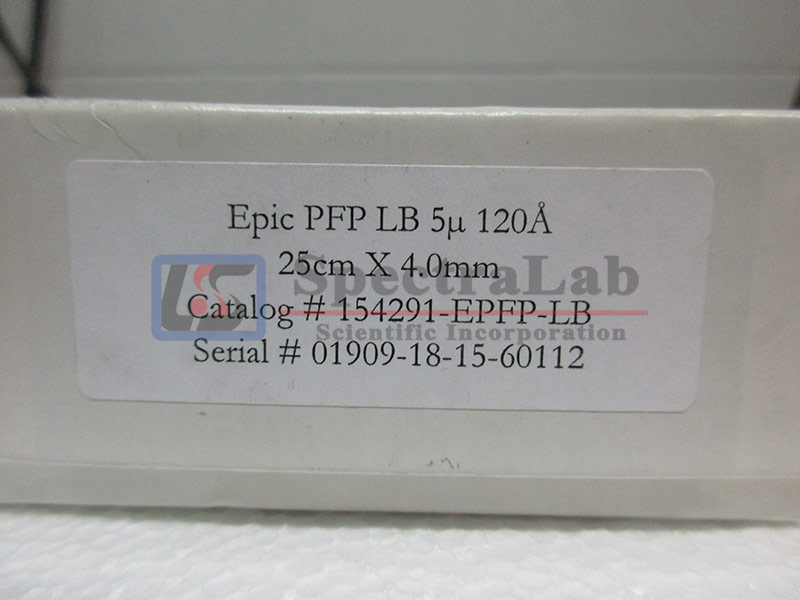 Epic PFP LB 5µ 120Å
25cm X 4.0mm
SpectraLab
Catalog # 154291-EPFP-LB
Scientific Incorporation
Serial # 01909-18-15-60112